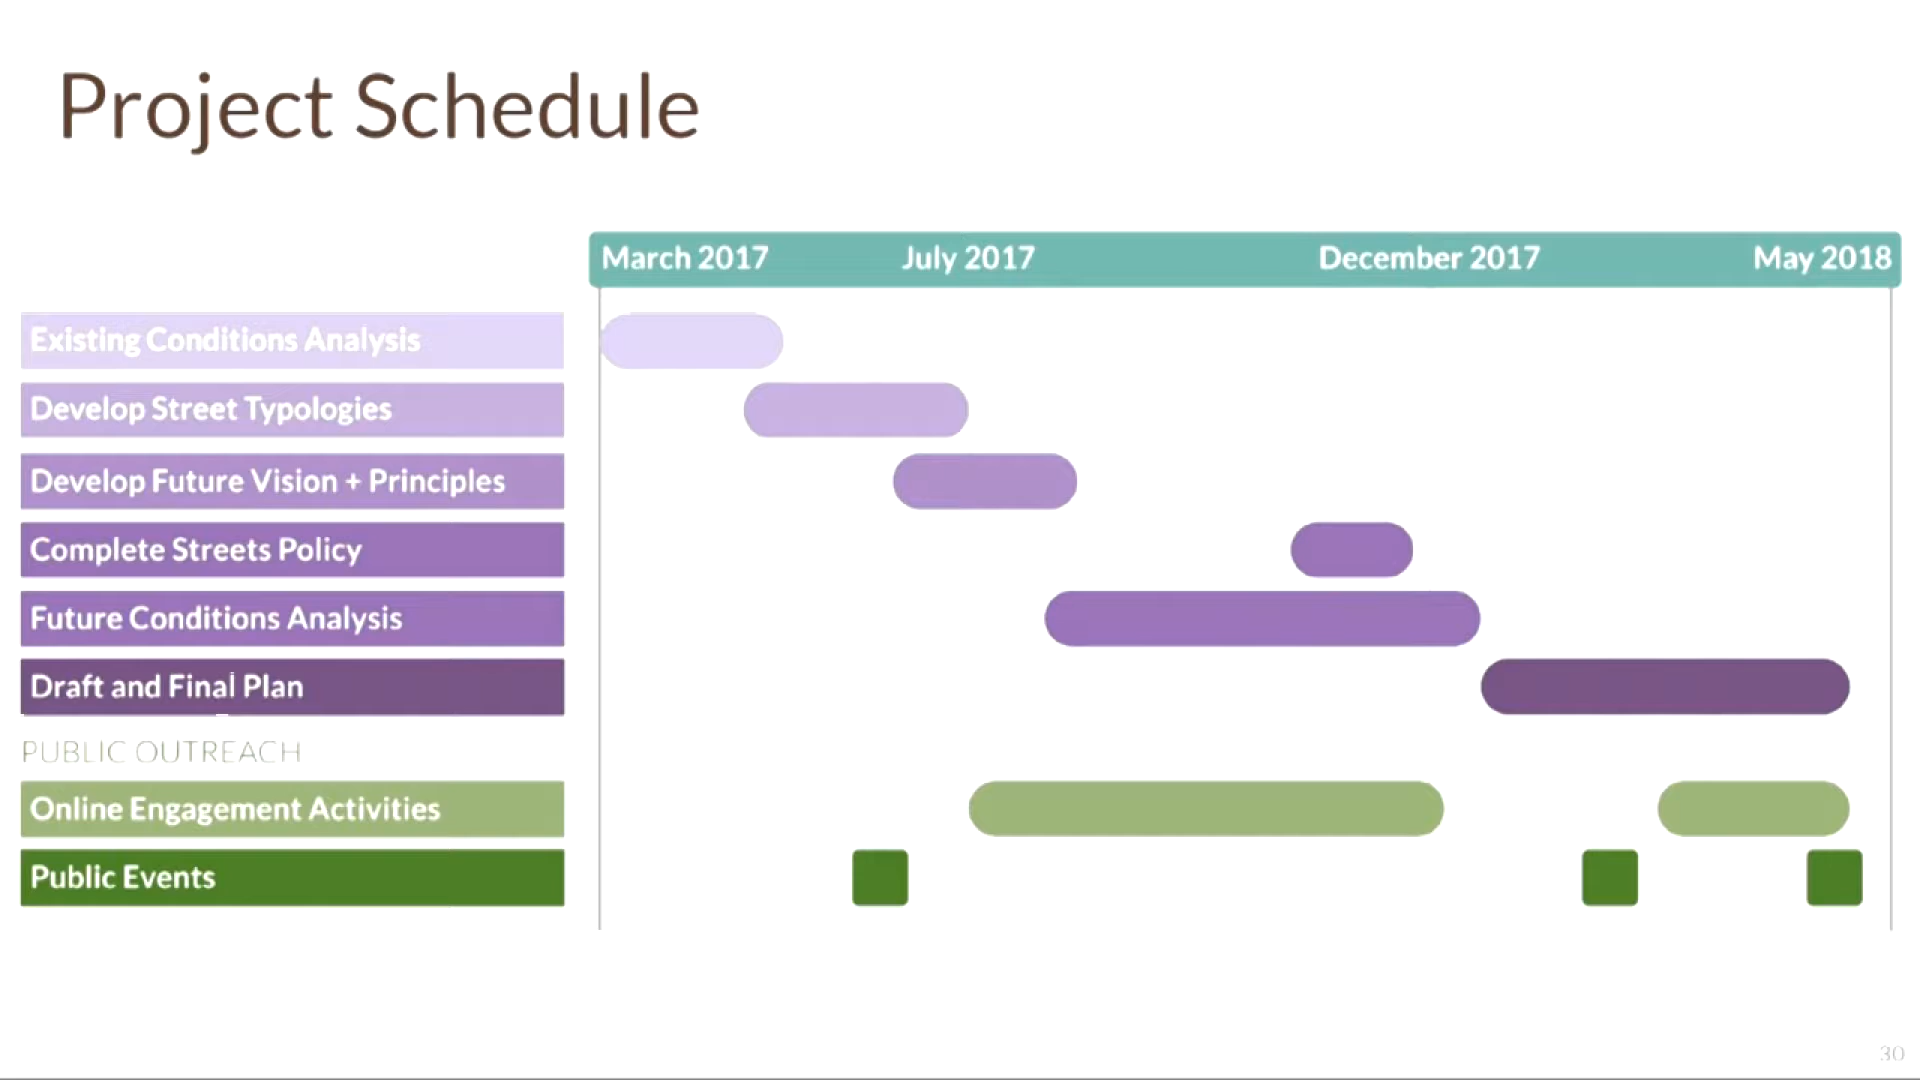 Project Schedule
March 2017 July 2017 December 2017 May 2018
Existing Conditions Analysis
Develop Street Typologies
Develop Future Vision + Principles
Complete Streets Policy
Future Conditions Analysis
Draft and Final Plan
PUBLIC OUTREACH
Online Engagement Activities
Public Events
30